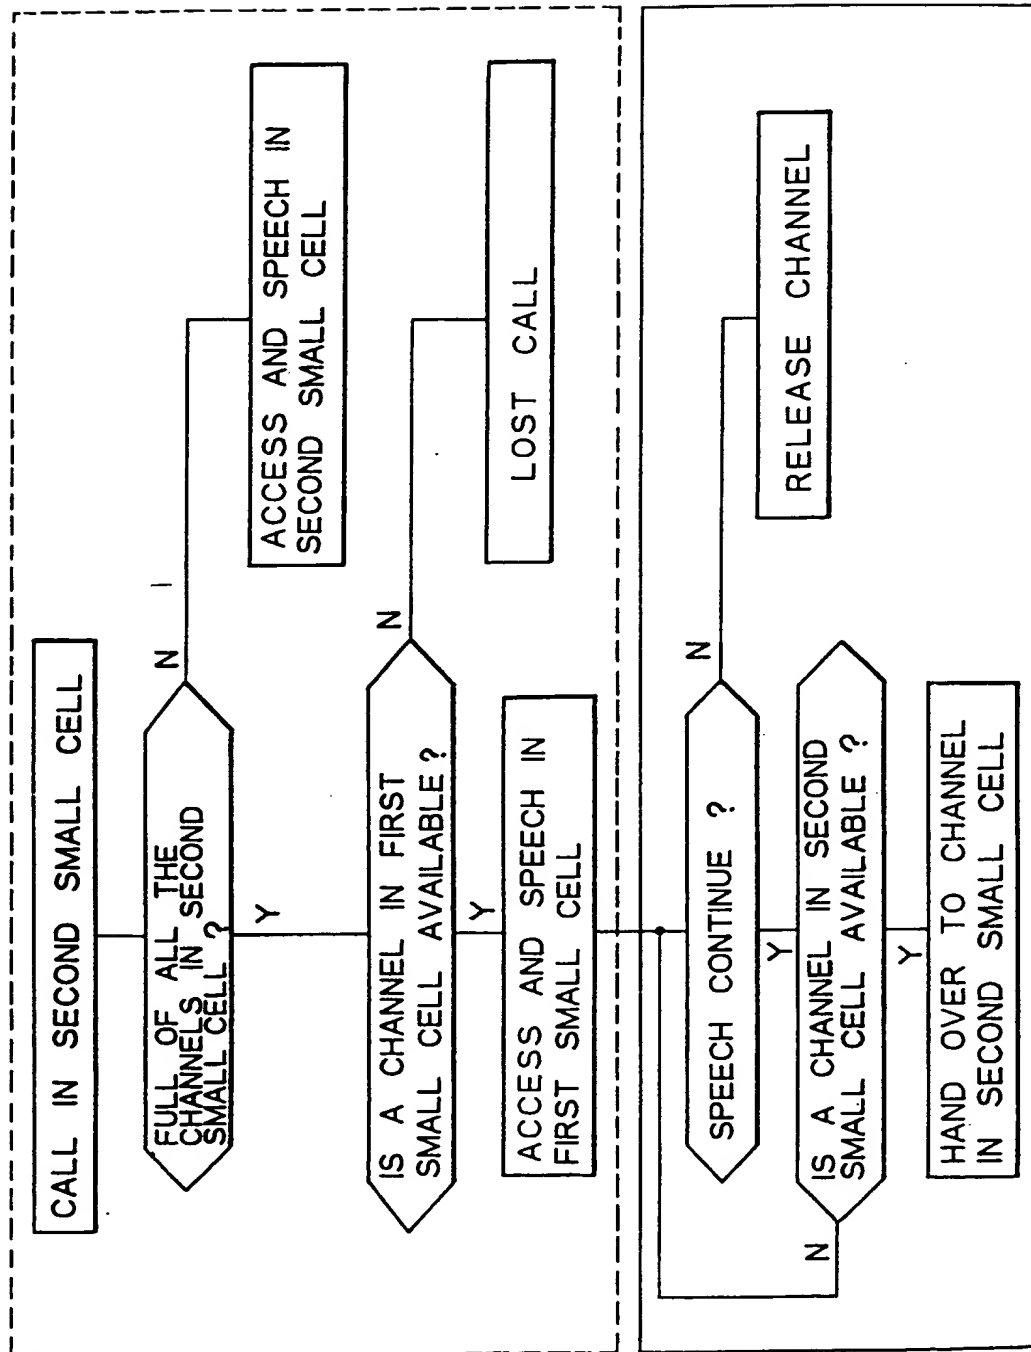 CALL IN SECOND SMALL CELL
FULL OF ALL THE
CHANNELS IN SECOND
SMALL CELL ?
N
ACCESS AND SPEECH IN
SECOND SMALL CELL
Y
IS A CHANNEL IN FIRST
SMALL CELL AVAILABLE ?
N
LOST CALL
Y
ACCESS AND SPEECH IN
FIRST SMALL CELL
SPEECH CONTINUE ?
N
RELEASE CHANNEL
Y
IS A CHANNEL IN SECOND
SMALL CELL AVAILABLE ?
N
Y
HAND OVER TO CHANNEL
IN SECOND SMALL CELL